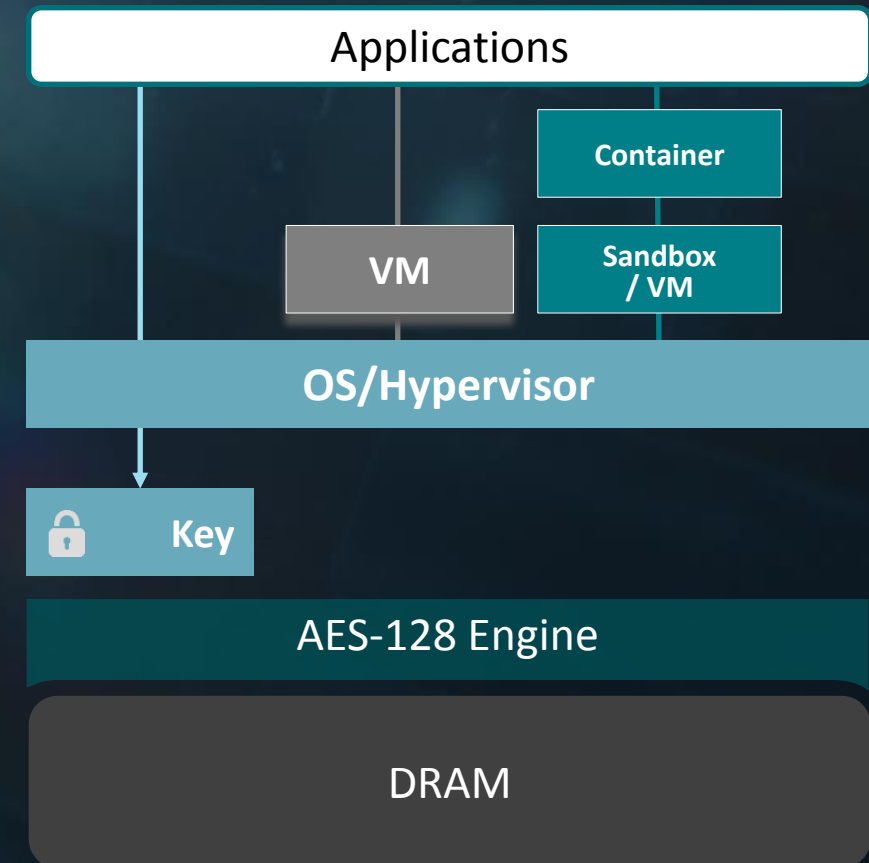 Applications
Container
VM
Sandbox
/ VM
OS/Hypervisor
Key
AES-128 Engine
DRAM